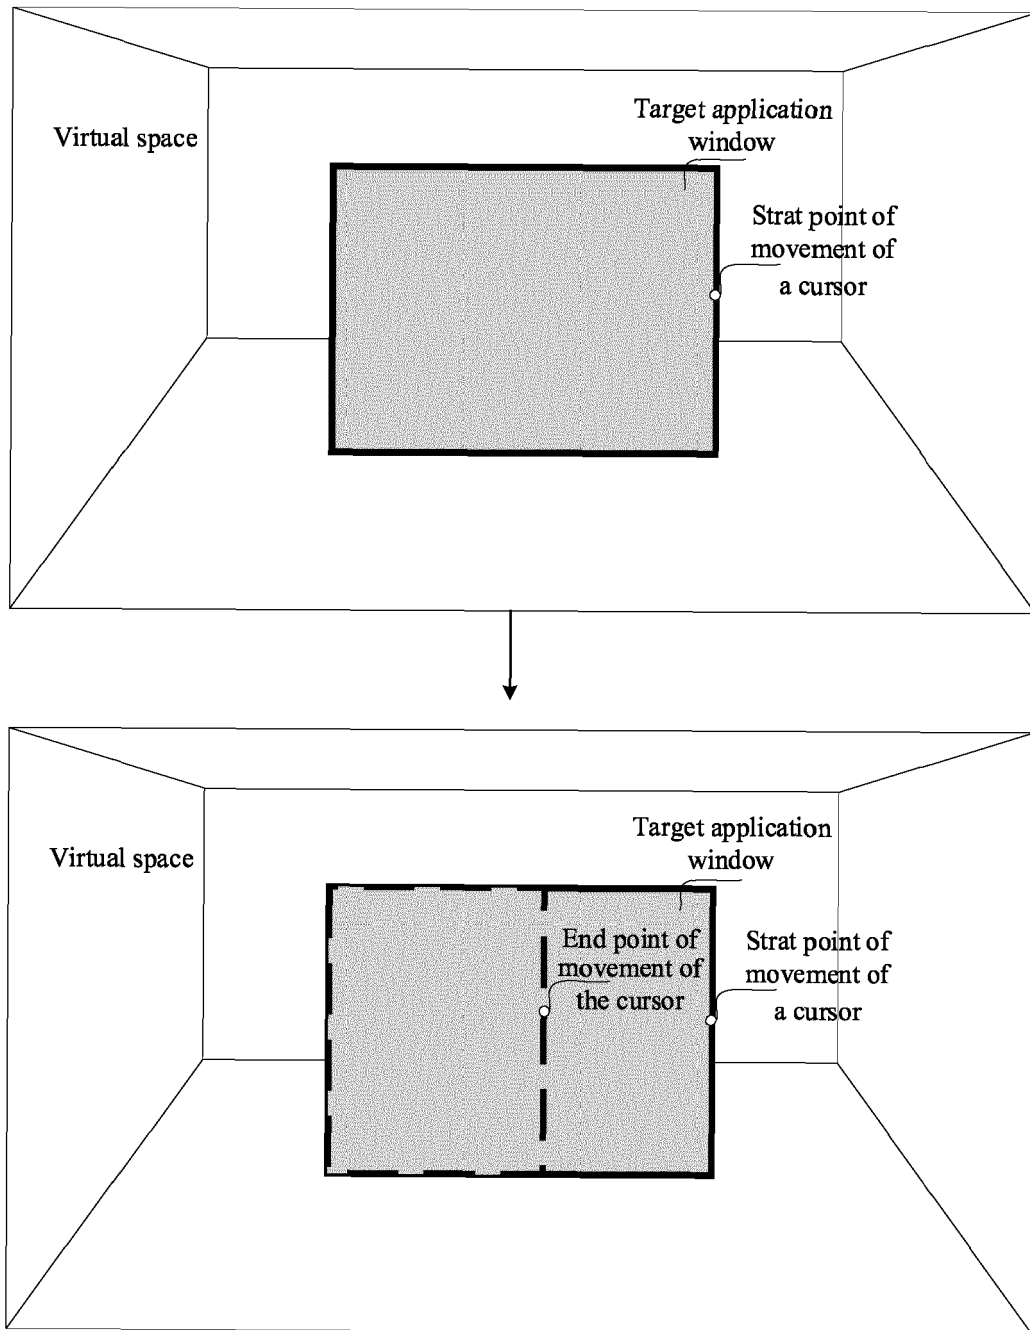 Virtual space
Target application
window
Strat point of
movement of
a cursor
Virtual space
Target application
window
End point of
movement of
the cursor
Strat point of
movement of
a cursor